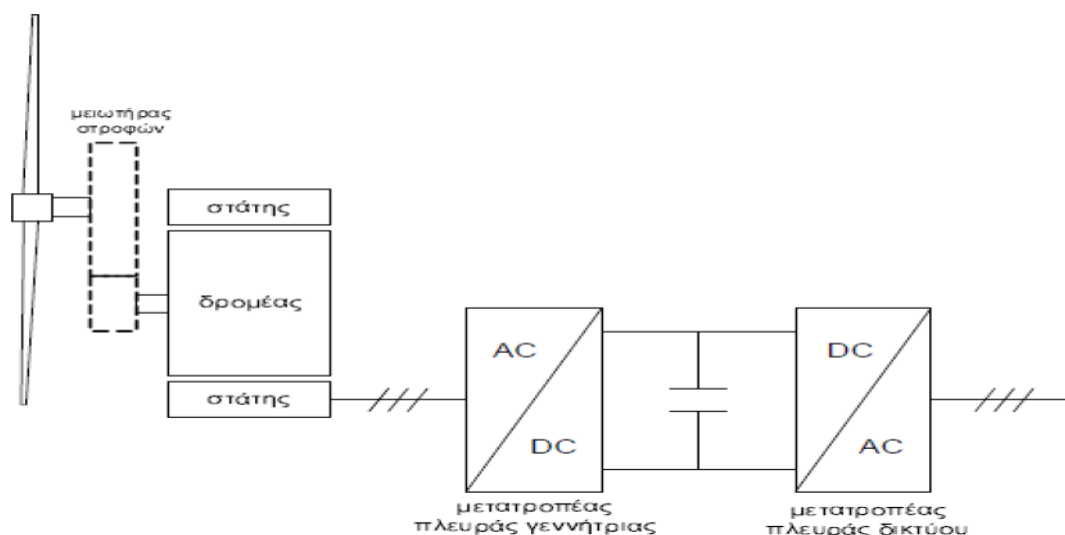 μειωτήρας
στροφών
στάτης
δρομέας
στάτης
AC
DC
DC
AC
μετατροπέας
πλευράς γεννήτριας
μετατροπέας
πλευράς δικτύου